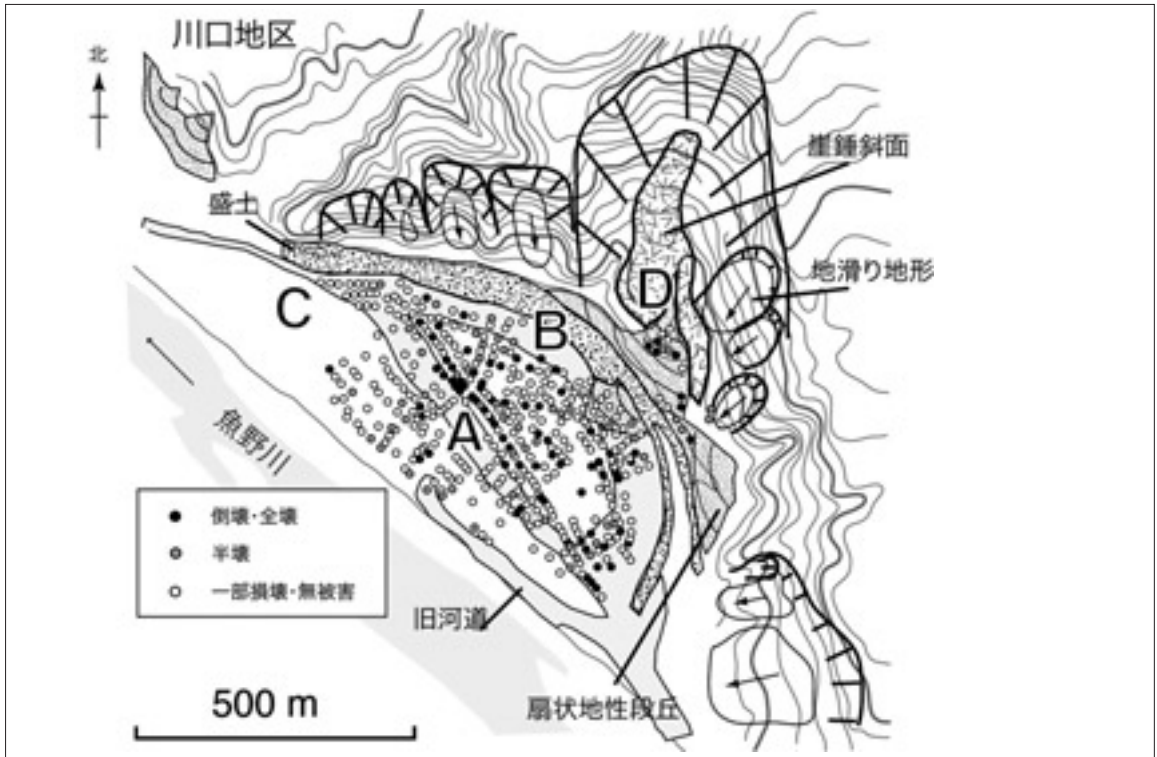 川口地区
北
崖錘斜面
盛土
地滑り地形
D
C
B
A
魚野川
倒壊・全壊
半壊
一部損壊・無被害
旧河道
扇状地性段丘
500 m